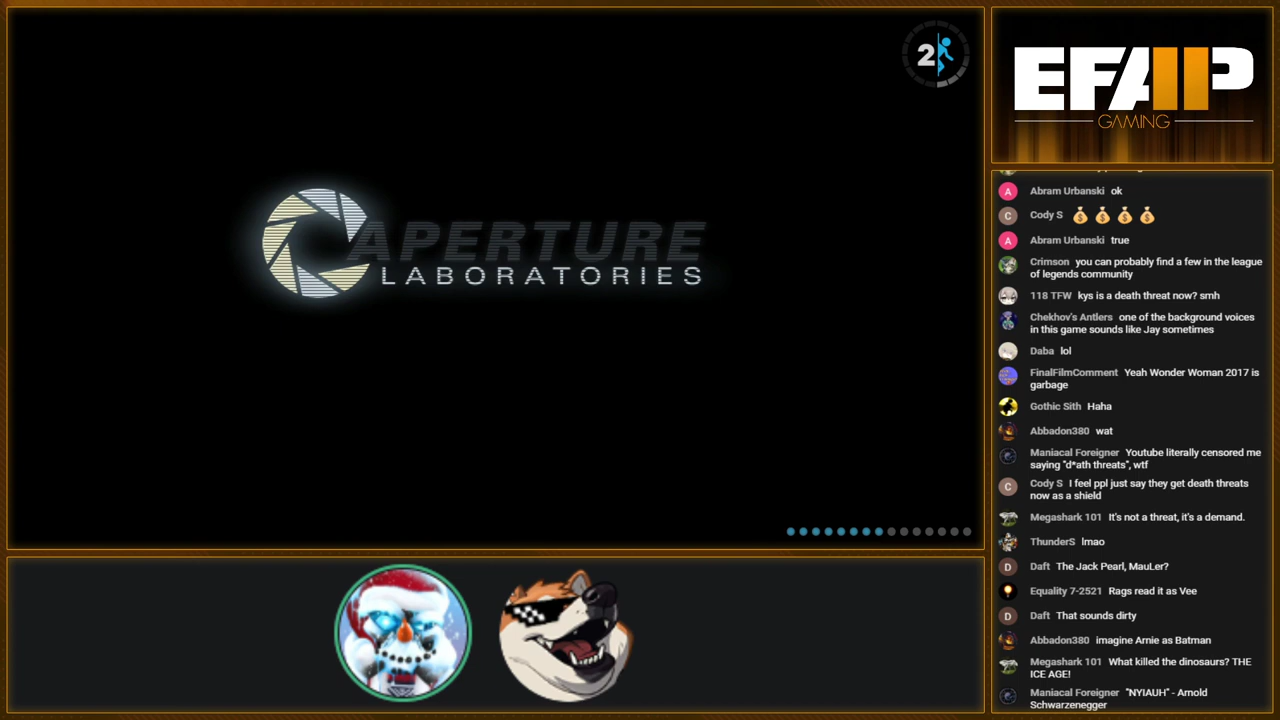 2
APERTURE
LABORATORIES
EFAP
GAMING
A Abram Urbanski ok
C Cody S 💰 💰 💰 💰
A Abram Urbanski true
Crimson you can probably find a few in the league
of legends community
118 TFW kys is a death threat now? smh
Chekhov's Antlers one of the background voices
in this game sounds like Jay sometimes
Daba lol
FinalFilmComment Yeah Wonder Woman 2017 is
garbage
Gothic Sith Haha
Abbadon380 wat
Maniacal Foreigner Youtube literally censored me
saying "d*ath threats", wtf
C Cody S I feel ppl just say they get death threats
now as a shield
Megashark 101 It's not a threat, it's a demand.
ThunderS lmao
D Daft The Jack Pearl, MauLer?
Equality 7-2521 Rags read it as Vee
D Daft That sounds dirty
Abbadon380 imagine Arnie as Batman
Megashark 101 What killed the dinosaurs? THE
ICE AGE!
Maniacal Foreigner "NYIAUH" - Arnold
Schwarzenegger